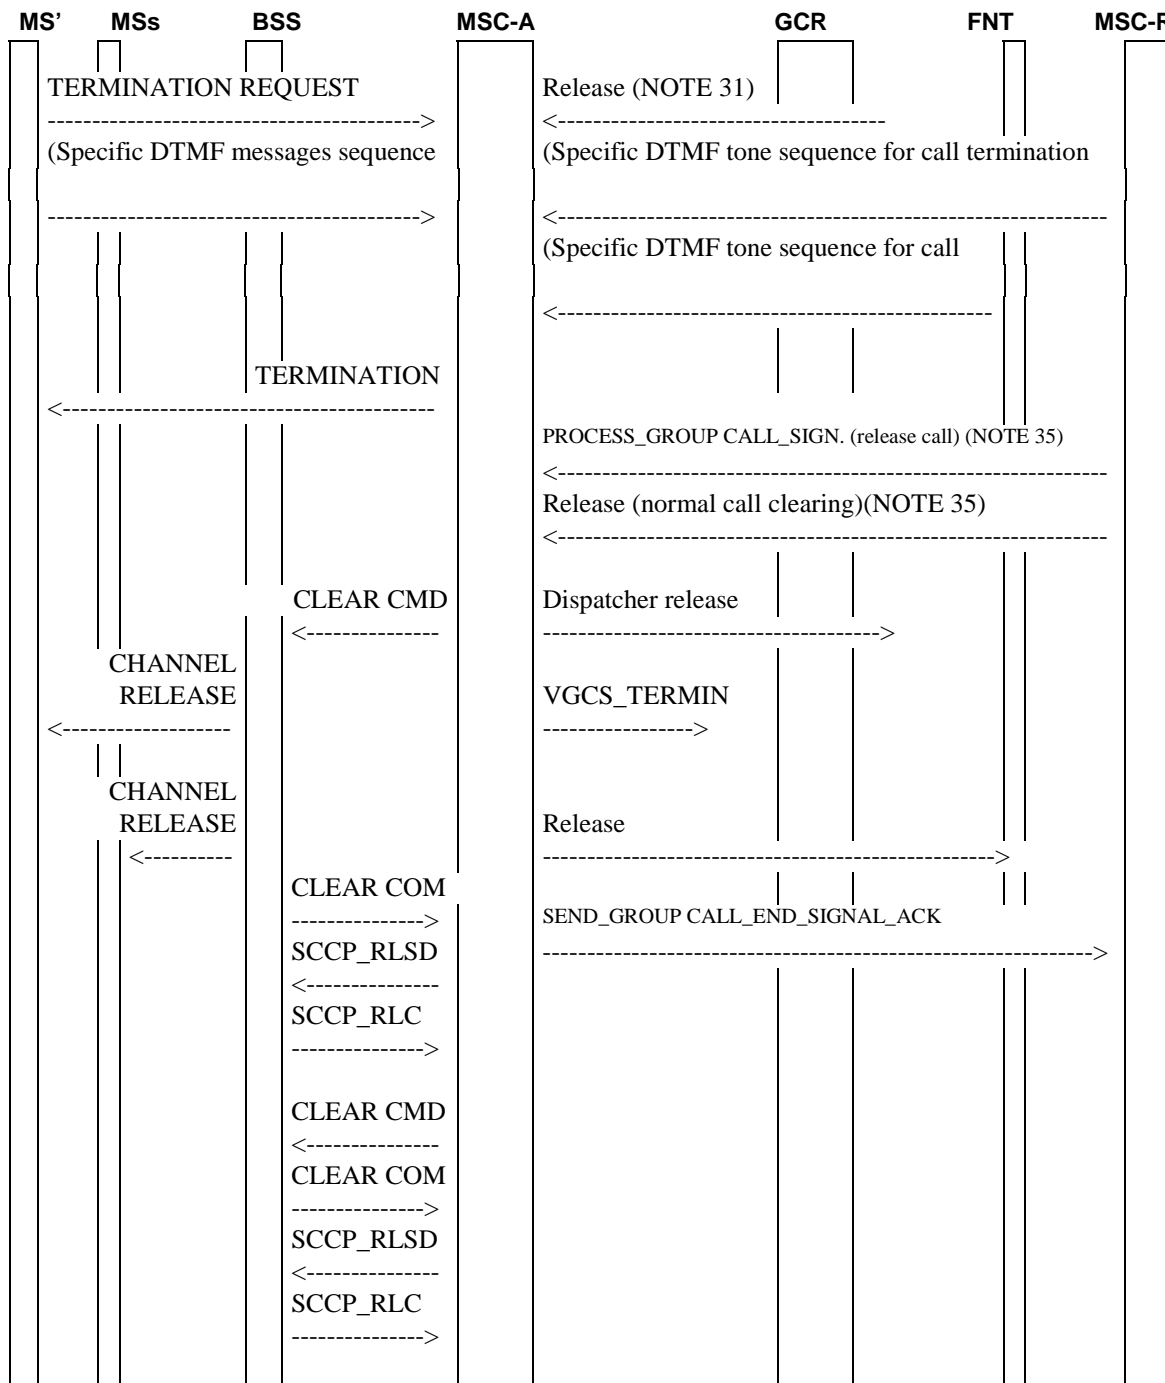 MS’ MSs BSS MSC-A GCR FNT MSC-R
TERMINATION REQUEST Release (NOTE 31)
(Specific DTMF messages sequence (Specific DTMF tone sequence for call termination
(Specific DTMF tone sequence for call
TERMINATION
PROCESS_GROUP CALL_SIGN. (release call) (NOTE 35)
Release (normal call clearing)(NOTE 35)
CLEAR CMD Dispatcher release
CHANNEL
RELEASE VGCS_TERMIN
CHANNEL
RELEASE Release
CLEAR COM
SEND_GROUP CALL_END_SIGNAL_ACK
SCCP_RLSD
SCCP_RLC
CLEAR CMD
CLEAR COM
SCCP_RLSD
SCCP_RLC